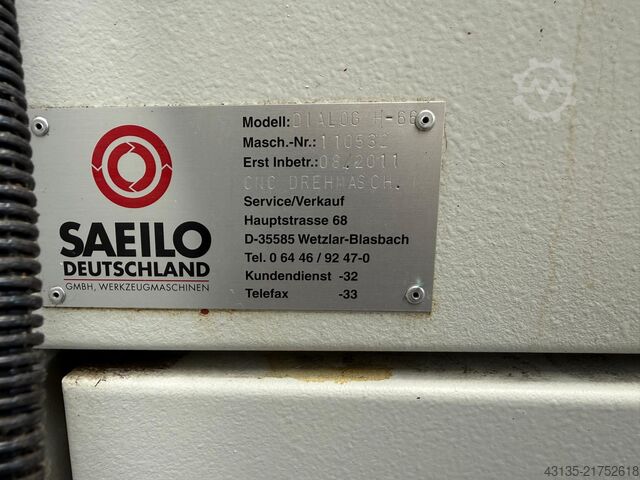 SAEILO
DEUTSCHLAND
GMBH, WERKZEUGMASCHINEN
Modell: DIALOG H-66
Masch.-Nr.: 110532
Erst Inbetr.: 08/2011
CNC DREHMASCH.
Service/Verkauf
Hauptstrasse 68
D-35585 Wetzlar-Blasbach
Tel. 0 64 46 / 92 47-0
Kundendienst -32
Telefax -33
43135-21752618